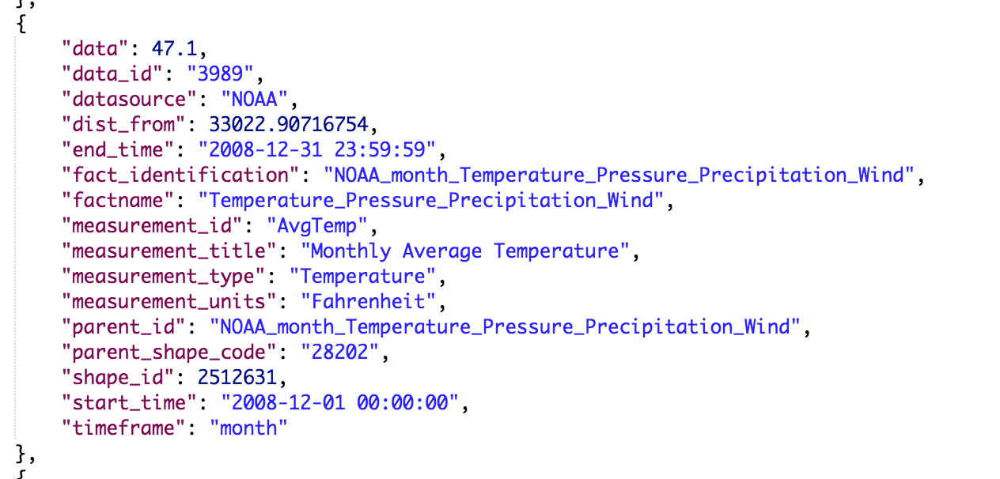 },
{
    "data": 47.1,
    "data_id": "3989",
    "datasource": "NOAA",
    "dist_from": 33022.90716754,
    "end_time": "2008-12-31 23:59:59",
    "fact_identification": "NOAA_month_Temperature_Pressure_Precipitation_Wind",
    "factname": "Temperature_Pressure_Precipitation_Wind",
    "measurement_id": "AvgTemp",
    "measurement_title": "Monthly Average Temperature",
    "measurement_type": "Temperature",
    "measurement_units": "Fahrenheit",
    "parent_id": "NOAA_month_Temperature_Pressure_Precipitation_Wind",
    "parent_shape_code": "28202",
    "shape_id": 2512631,
    "start_time": "2008-12-01 00:00:00",
    "timeframe": "month"
},
{